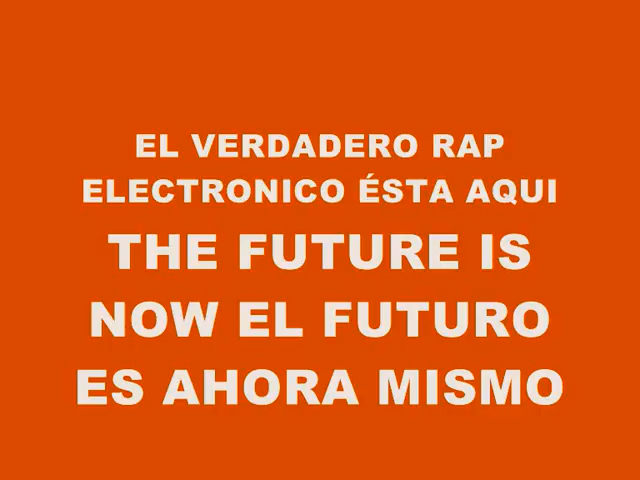 EL VERDADERO RAP
ELECTRONICO ÉSTA AQUI
THE FUTURE IS
NOW EL FUTURO
ES AHORA MISMO